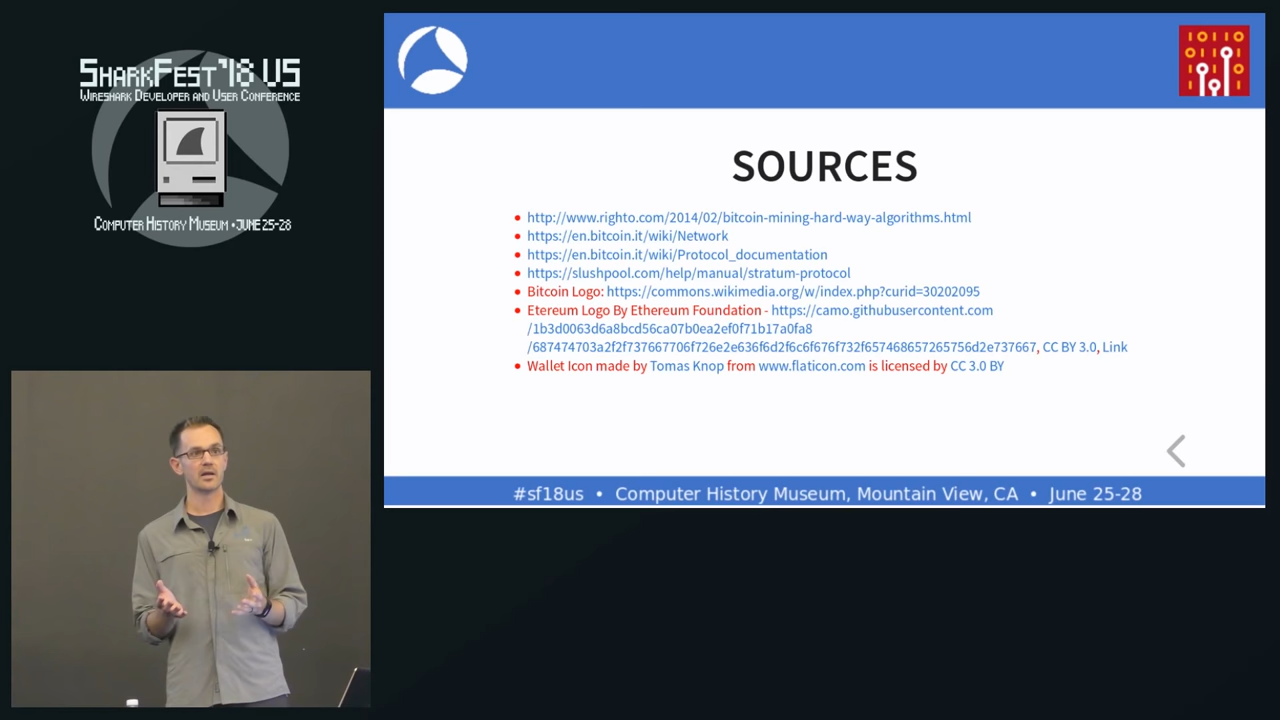 SHARKFEST'18 US
WIRESHARK DEVELOPER AND USER CONFERENCE
COMPUTER HISTORY MUSEUM • JUNE 25-28
SOURCES
http://www.righto.com/2014/02/bitcoin-mining-hard-way-algorithms.html
https://en.bitcoin.it/wiki/Network
https://en.bitcoin.it/wiki/Protocol_documentation
https://slushpool.com/help/manual/stratum-protocol
Bitcoin Logo: https://commons.wikimedia.org/w/index.php?curid=30202095
Etereum Logo By Ethereum Foundation - https://camo.githubusercontent.com
/1b3d0063d6a8bcd56ca07b0ea2ef0f71b17a0fa8
/687474703a2f2f737667706f726e2e636f6d2f6c6f676f732f657468657265756d2e737667, CC BY 3.0, Link
Wallet Icon made by Tomas Knop from www.flaticon.com is licensed by CC 3.0 BY
#sf18us • Computer History Museum, Mountain View, CA • June 25-28